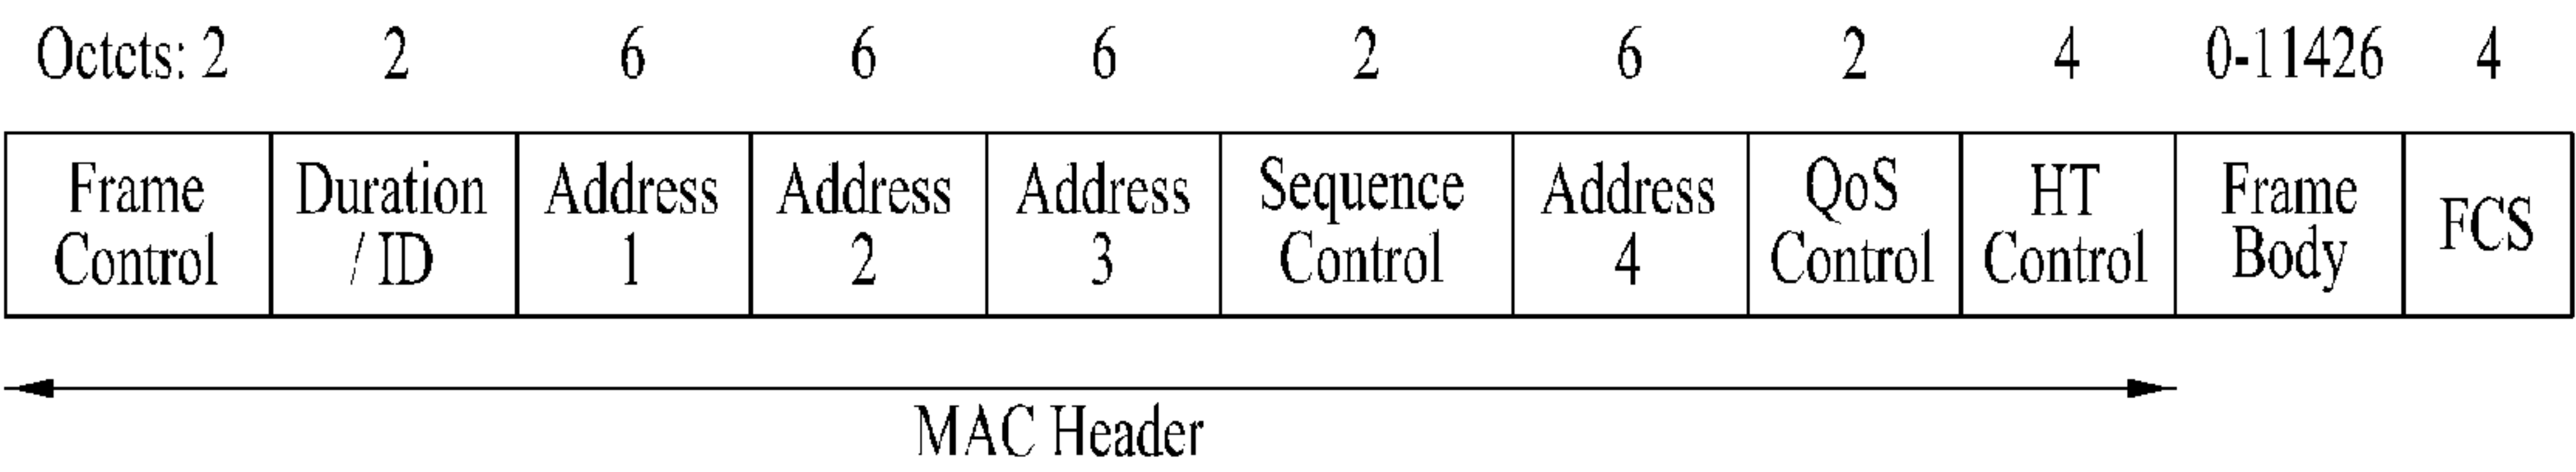 Octcts: 2 2 6 6 6 2 6 2 4 0-11426 4
Frame Control
Duration / ID
Address 1
Address 2
Address 3
Sequence Control
Address 4
QoS Control
HT Control
Frame Body
FCS
MAC Header